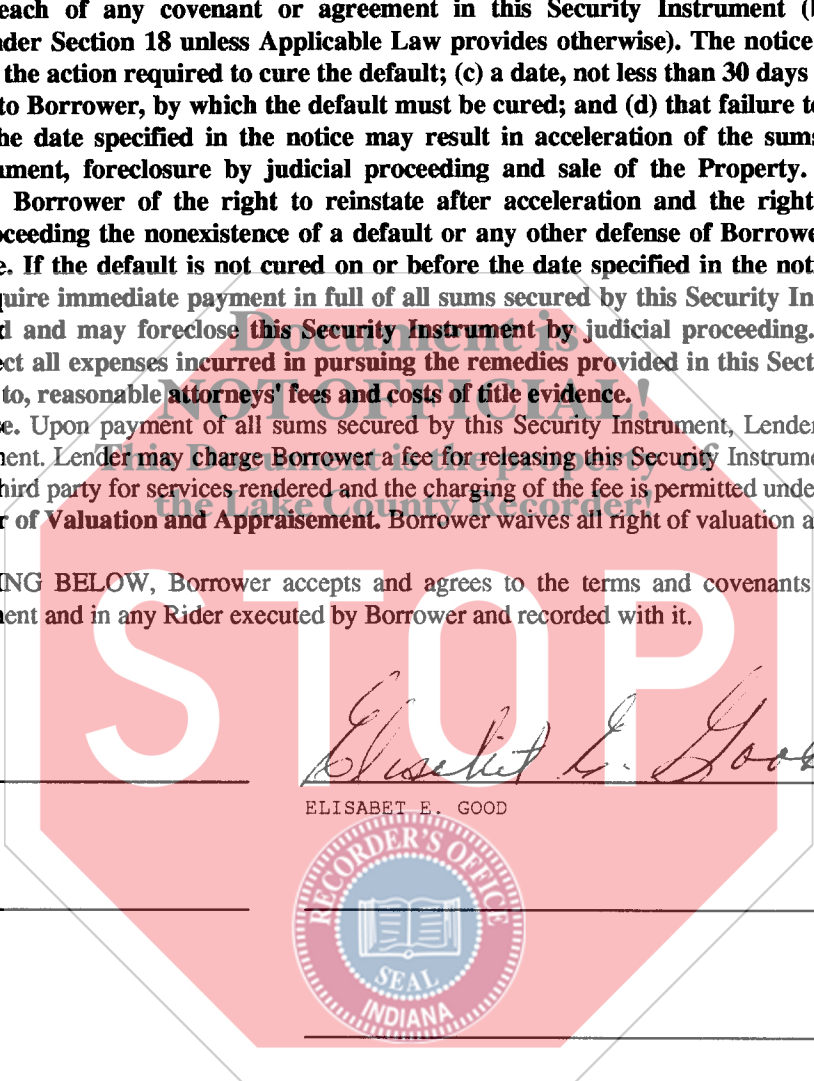 each of any covenant or agreement in this Security Instrument (
nder Section 18 unless Applicable Law provides otherwise). The notice
the action required to cure the default; (c) a date, not less than 30 days
to Borrower, by which the default must be cured; and (d) that failure to
he date specified in the notice may result in acceleration of the sums
ument, foreclosure by judicial proceeding and sale of the Property.
Borrower of the right to reinstate after acceleration and the right
oceeding the nonexistence of a default or any other defense of Borrowe
e. If the default is not cured on or before the date specified in the noti
quire immediate payment in full of all sums secured by this Security In
d and may foreclose this Security Instrument by judicial proceeding.
ect all expenses incurred in pursuing the remedies provided in this Sect
to, reasonable attorneys' fees and costs of title evidence.
e. Upon payment of all sums secured by this Security Instrument, Lender
nent. Lender may charge Borrower a fee for releasing this Security Instrume
hird party for services rendered and the charging of the fee is permitted unde
r of Valuation and Appraisement. Borrower waives all right of valuation a
NG BELOW, Borrower accepts and agrees to the terms and covenants
ent and in any Rider executed by Borrower and recorded with it.
Document is
NOT OFFICIAL!
This Document is the property of
the Lake County Recorder!
STOP
Elisabet E. Good
ELISABET E. GOOD
RECORDER'S OFFICE
SEAL
INDIANA